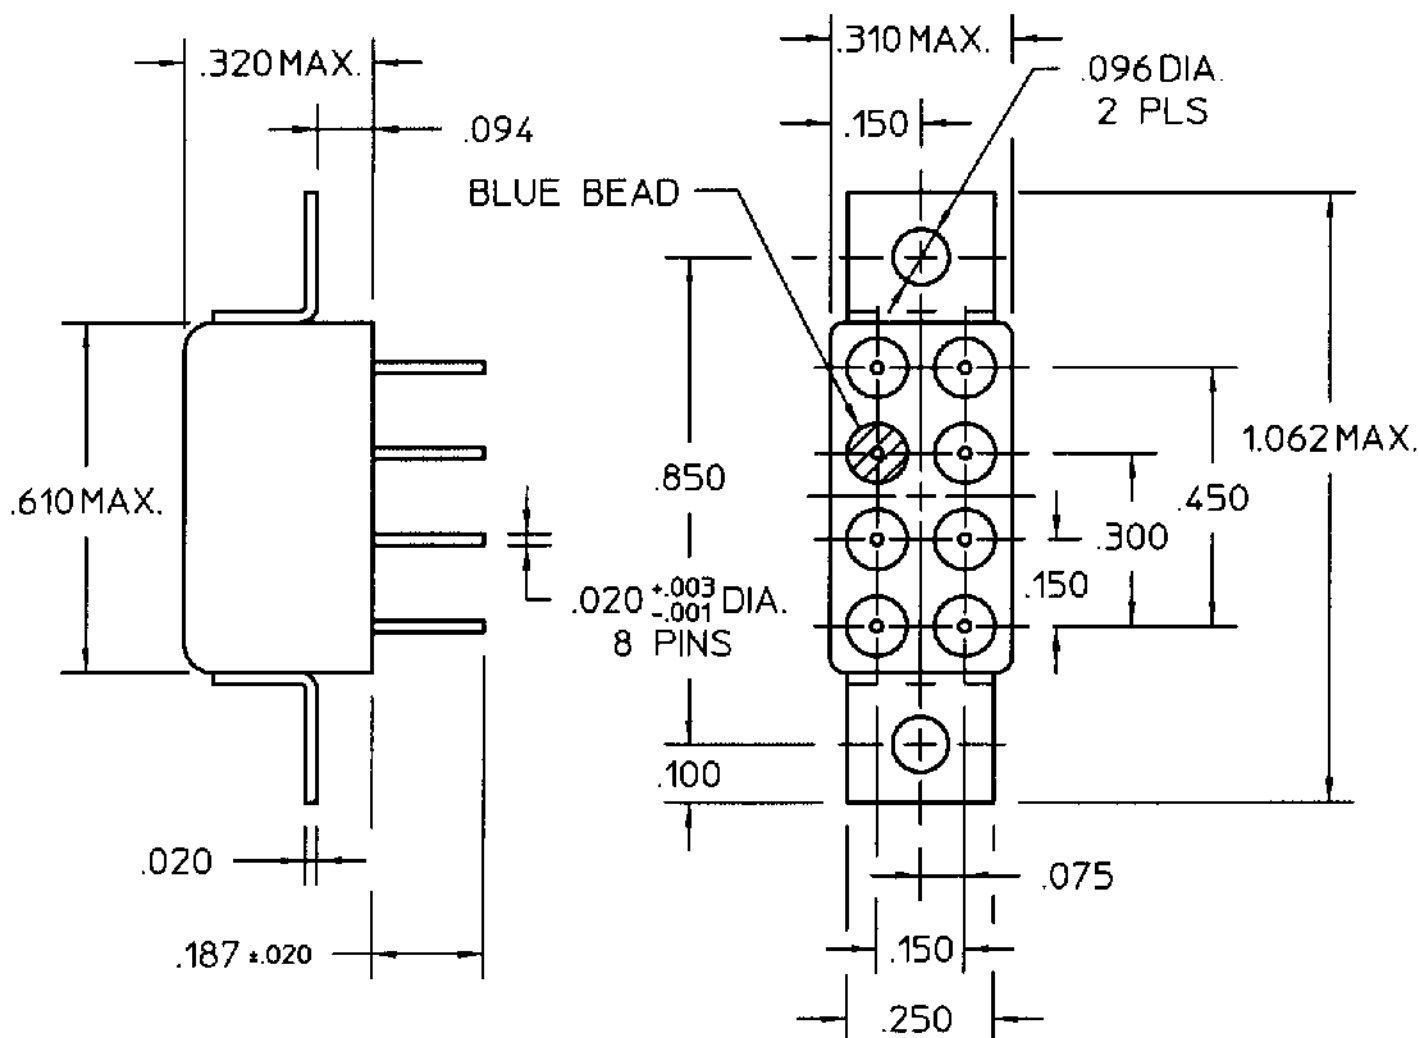 .310 MAX.
.320 MAX.
.096 DIA.
2 PLS
.150
.094
BLUE BEAD
1.062 MAX.
.850
.450
.610 MAX.
.300
.150
.020 +.003 -.001 DIA.
8 PINS
.100
.020
.075
.187 ±.020
.150
.250